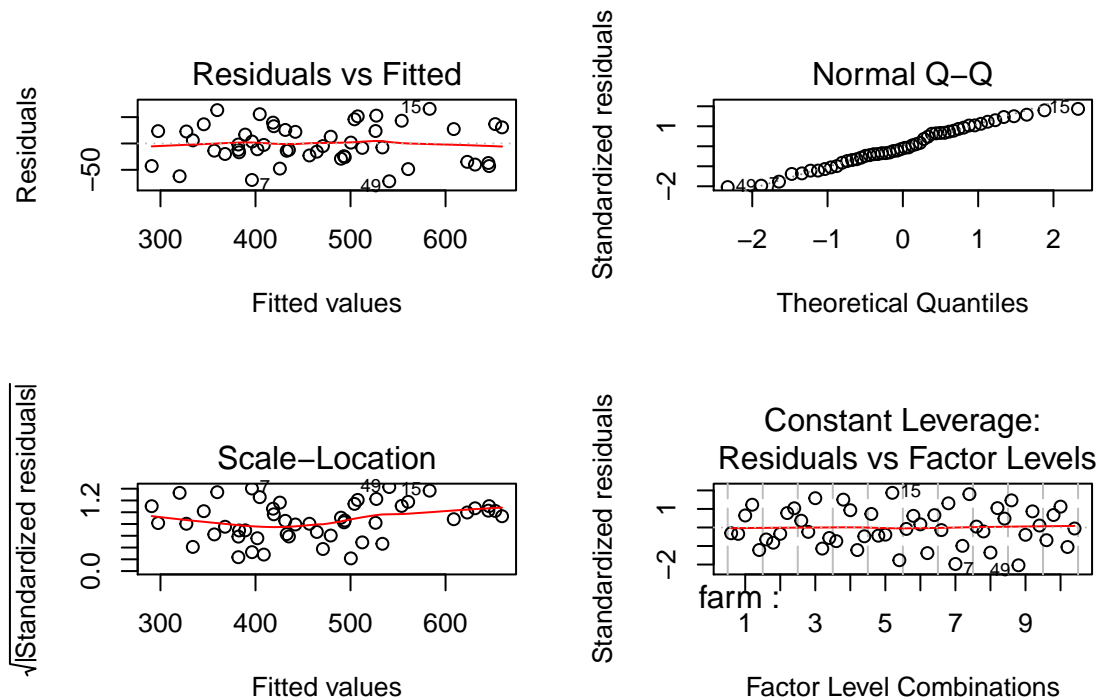 Residuals vs Fitted
Residuals
−50
15
7
49
300 400 500 600
Fitted values
Normal Q−Q
Standardized residuals
1
−2
15
49
7
−2 −1 0 1 2
Theoretical Quantiles
Scale−Location
√|Standardized residuals|
1.2
0.0
7
49
15
300 400 500 600
Fitted values
Constant Leverage:
Residuals vs Factor Levels
Standardized residuals
1
−2
15
7
49
farm :
1 3 5 7 9
Factor Level Combinations